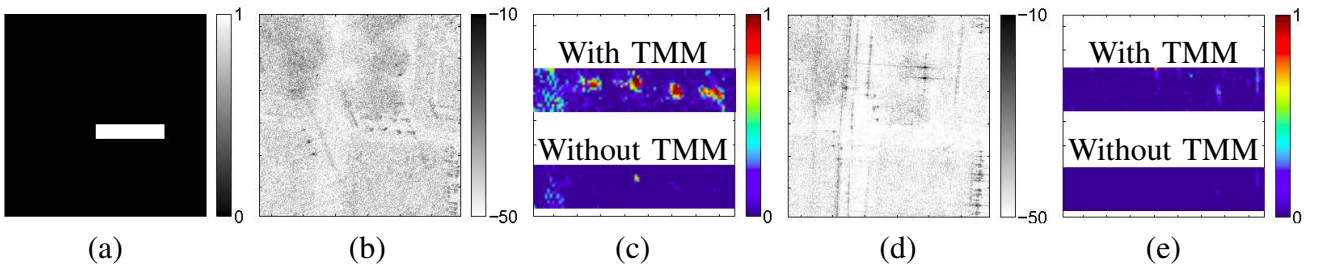 1
0
(a)
−10
−50
(b)
With TMM
Without TMM
1
0
(c)
−10
−50
(d)
With TMM
Without TMM
1
0
(e)